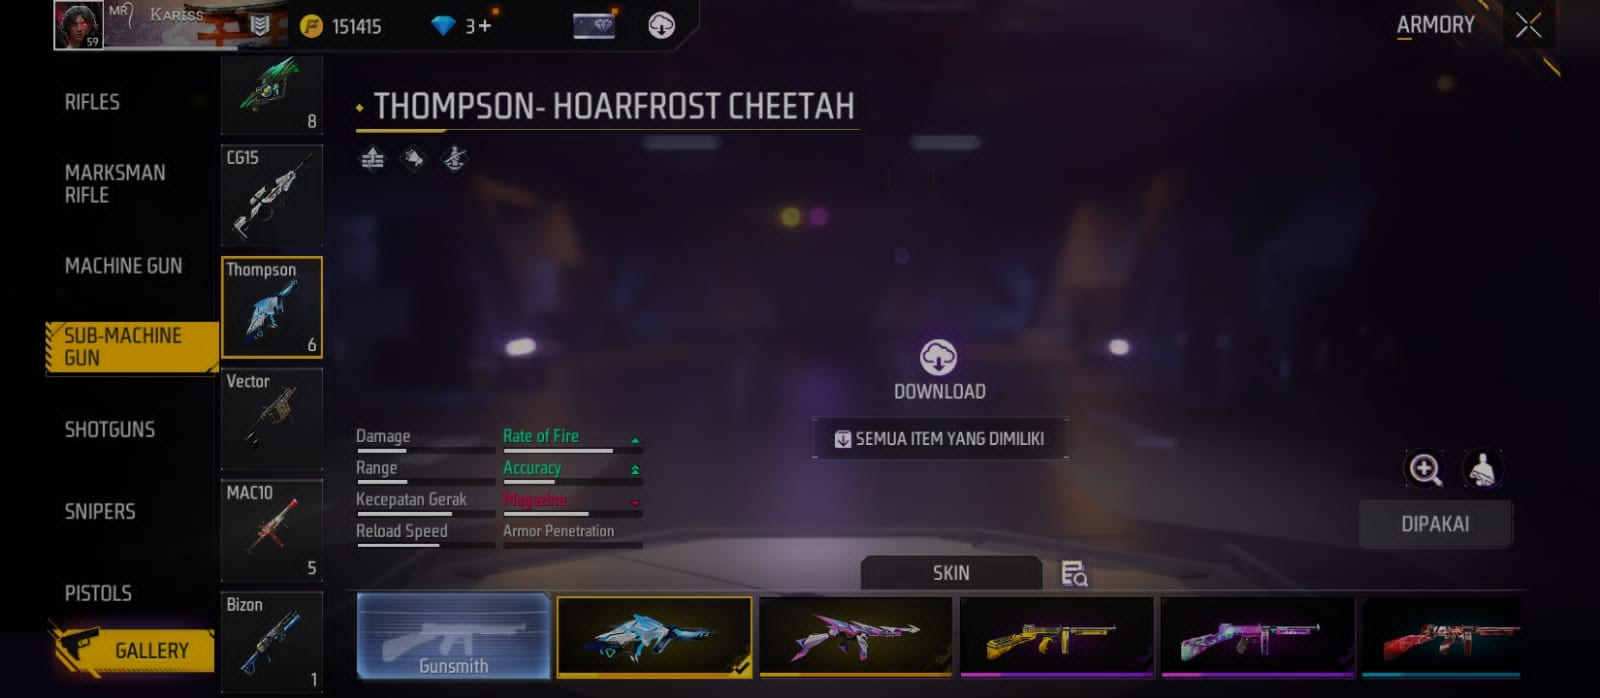 MR7 Kariss
59
151415
3+
ARMORY
RIFLES
MARKSMAN
RIFLE
MACHINE GUN
SUB-MACHINE
GUN
SHOTGUNS
SNIPERS
PISTOLS
GALLERY
8
CG15
Thompson
6
Vector
MAC10
5
Bizon
1
THOMPSON- HOARFROST CHEETAH
DOWNLOAD
SEMUA ITEM YANG DIMILIKI
Damage
Rate of Fire
Range
Accuracy
Kecepatan Gerak
Magazine
Reload Speed
Armor Penetration
DIPAKAI
SKIN
Gunsmith